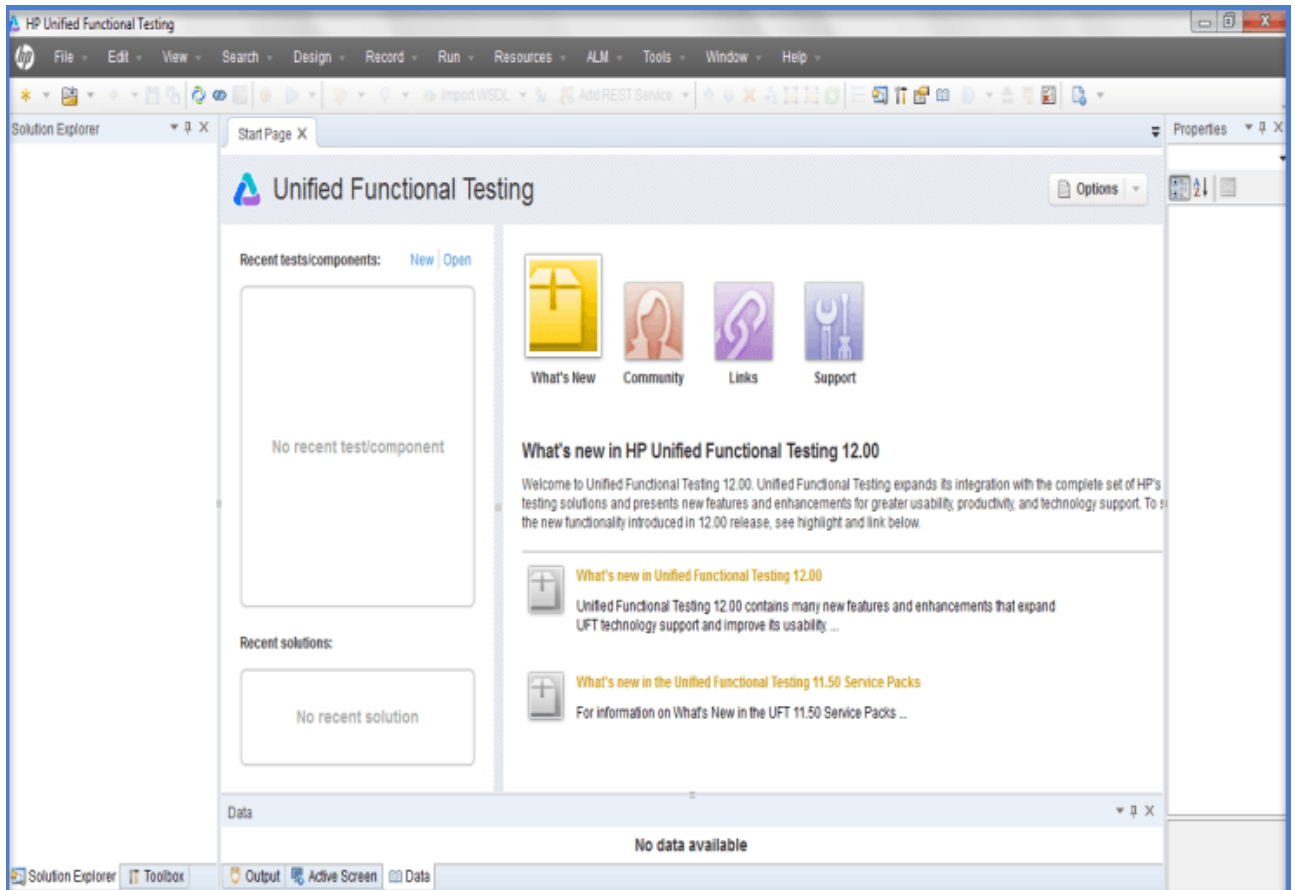 HP Unified Functional Testing
hp File Edit View Search Design Record Run Resources ALM Tools Window Help
Import WSDL Add REST Service
Solution Explorer
Start Page X
Properties
Unified Functional Testing
Options
Recent tests/components: New Open
No recent test/component
Recent solutions:
No recent solution
What's New Community Links Support
What's new in HP Unified Functional Testing 12.00
Welcome to Unified Functional Testing 12.00. Unified Functional Testing expands its integration with the complete set of HP's
testing solutions and presents new features and enhancements for greater usability, productivity, and technology support. To
the new functionality introduced in 12.00 release, see highlight and link below.
What's new in Unified Functional Testing 12.00
Unified Functional Testing 12.00 contains many new features and enhancements that expand
UFT technology support and improve its usability. ...
What's new in the Unified Functional Testing 11.50 Service Packs
For information on What's New in the UFT 11.50 Service Packs ...
Data
No data available
Solution Explorer Toolbox Output Active Screen Data